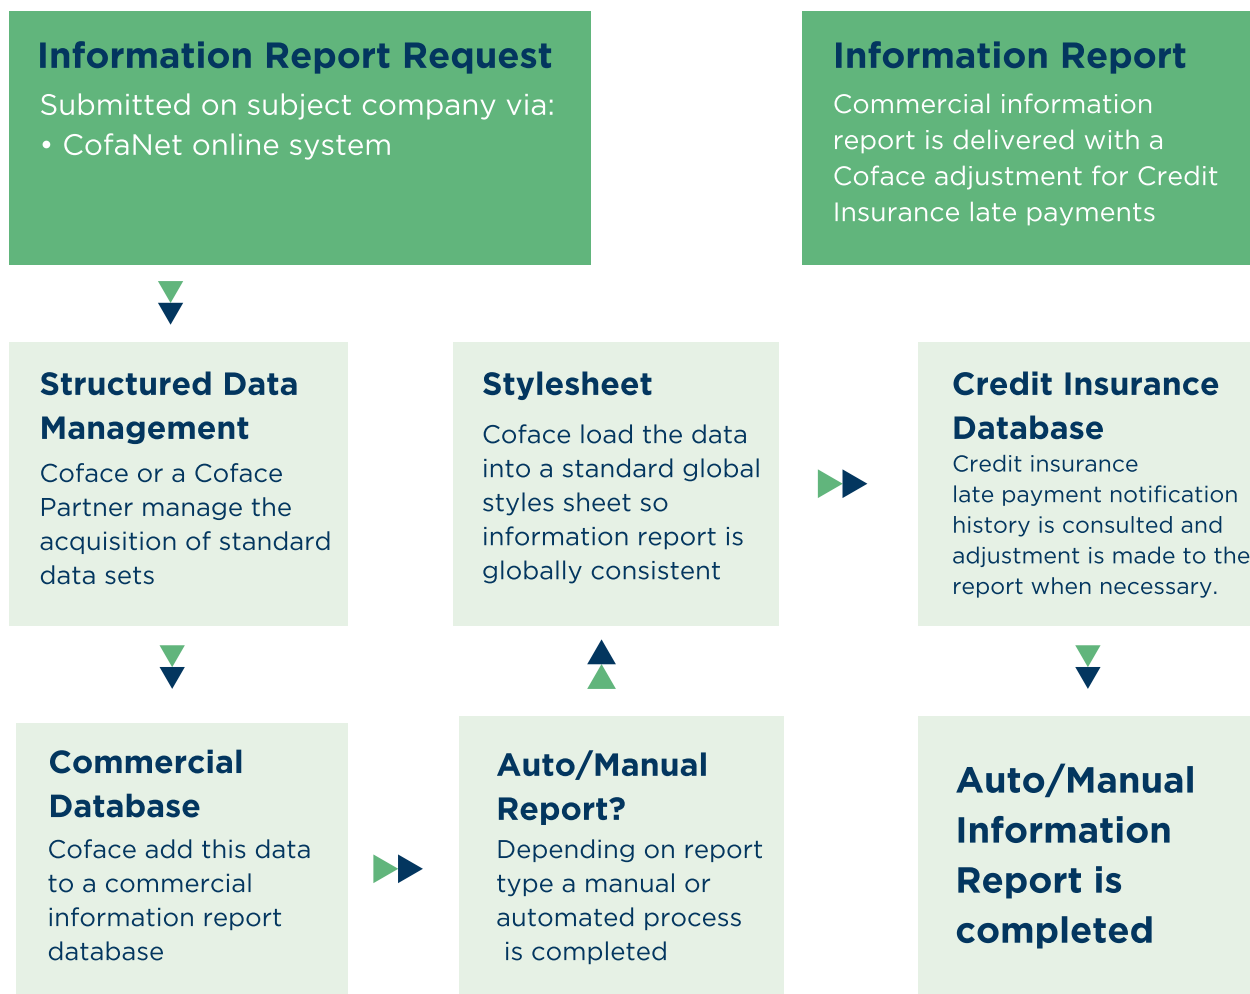 Information Report Request
Submitted on subject company via:
• CofaNet online system
Information Report
Commercial information
report is delivered with a
Coface adjustment for Credit
Insurance late payments
Structured Data
Management
Coface or a Coface
Partner manage the
acquisition of standard
data sets
Stylesheet
Coface load the data
into a standard global
styles sheet so
information report is
globally consistent
Credit Insurance
Database
Credit insurance
late payment notification
history is consulted and
adjustment is made to the
report when necessary.
Commercial
Database
Coface add this data
to a commercial
information report
database
Auto/Manual
Report?
Depending on report
type a manual or
automated process
is completed
Auto/Manual
Information
Report is
completed